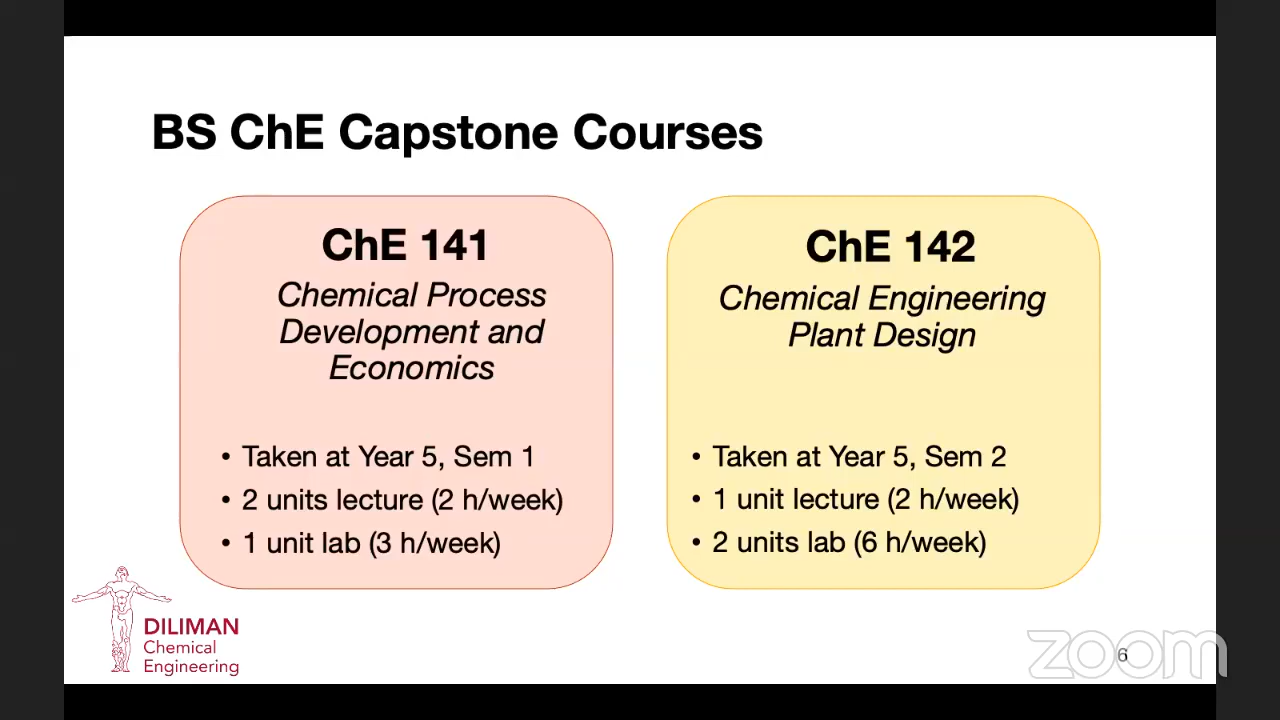 BS ChE Capstone Courses
ChE 141
Chemical Process
Development and
Economics
• Taken at Year 5, Sem 1
• 2 units lecture (2 h/week)
• 1 unit lab (3 h/week)
ChE 142
Chemical Engineering
Plant Design
• Taken at Year 5, Sem 2
• 1 unit lecture (2 h/week)
• 2 units lab (6 h/week)
DILIMAN
Chemical
Engineering
zoom
6